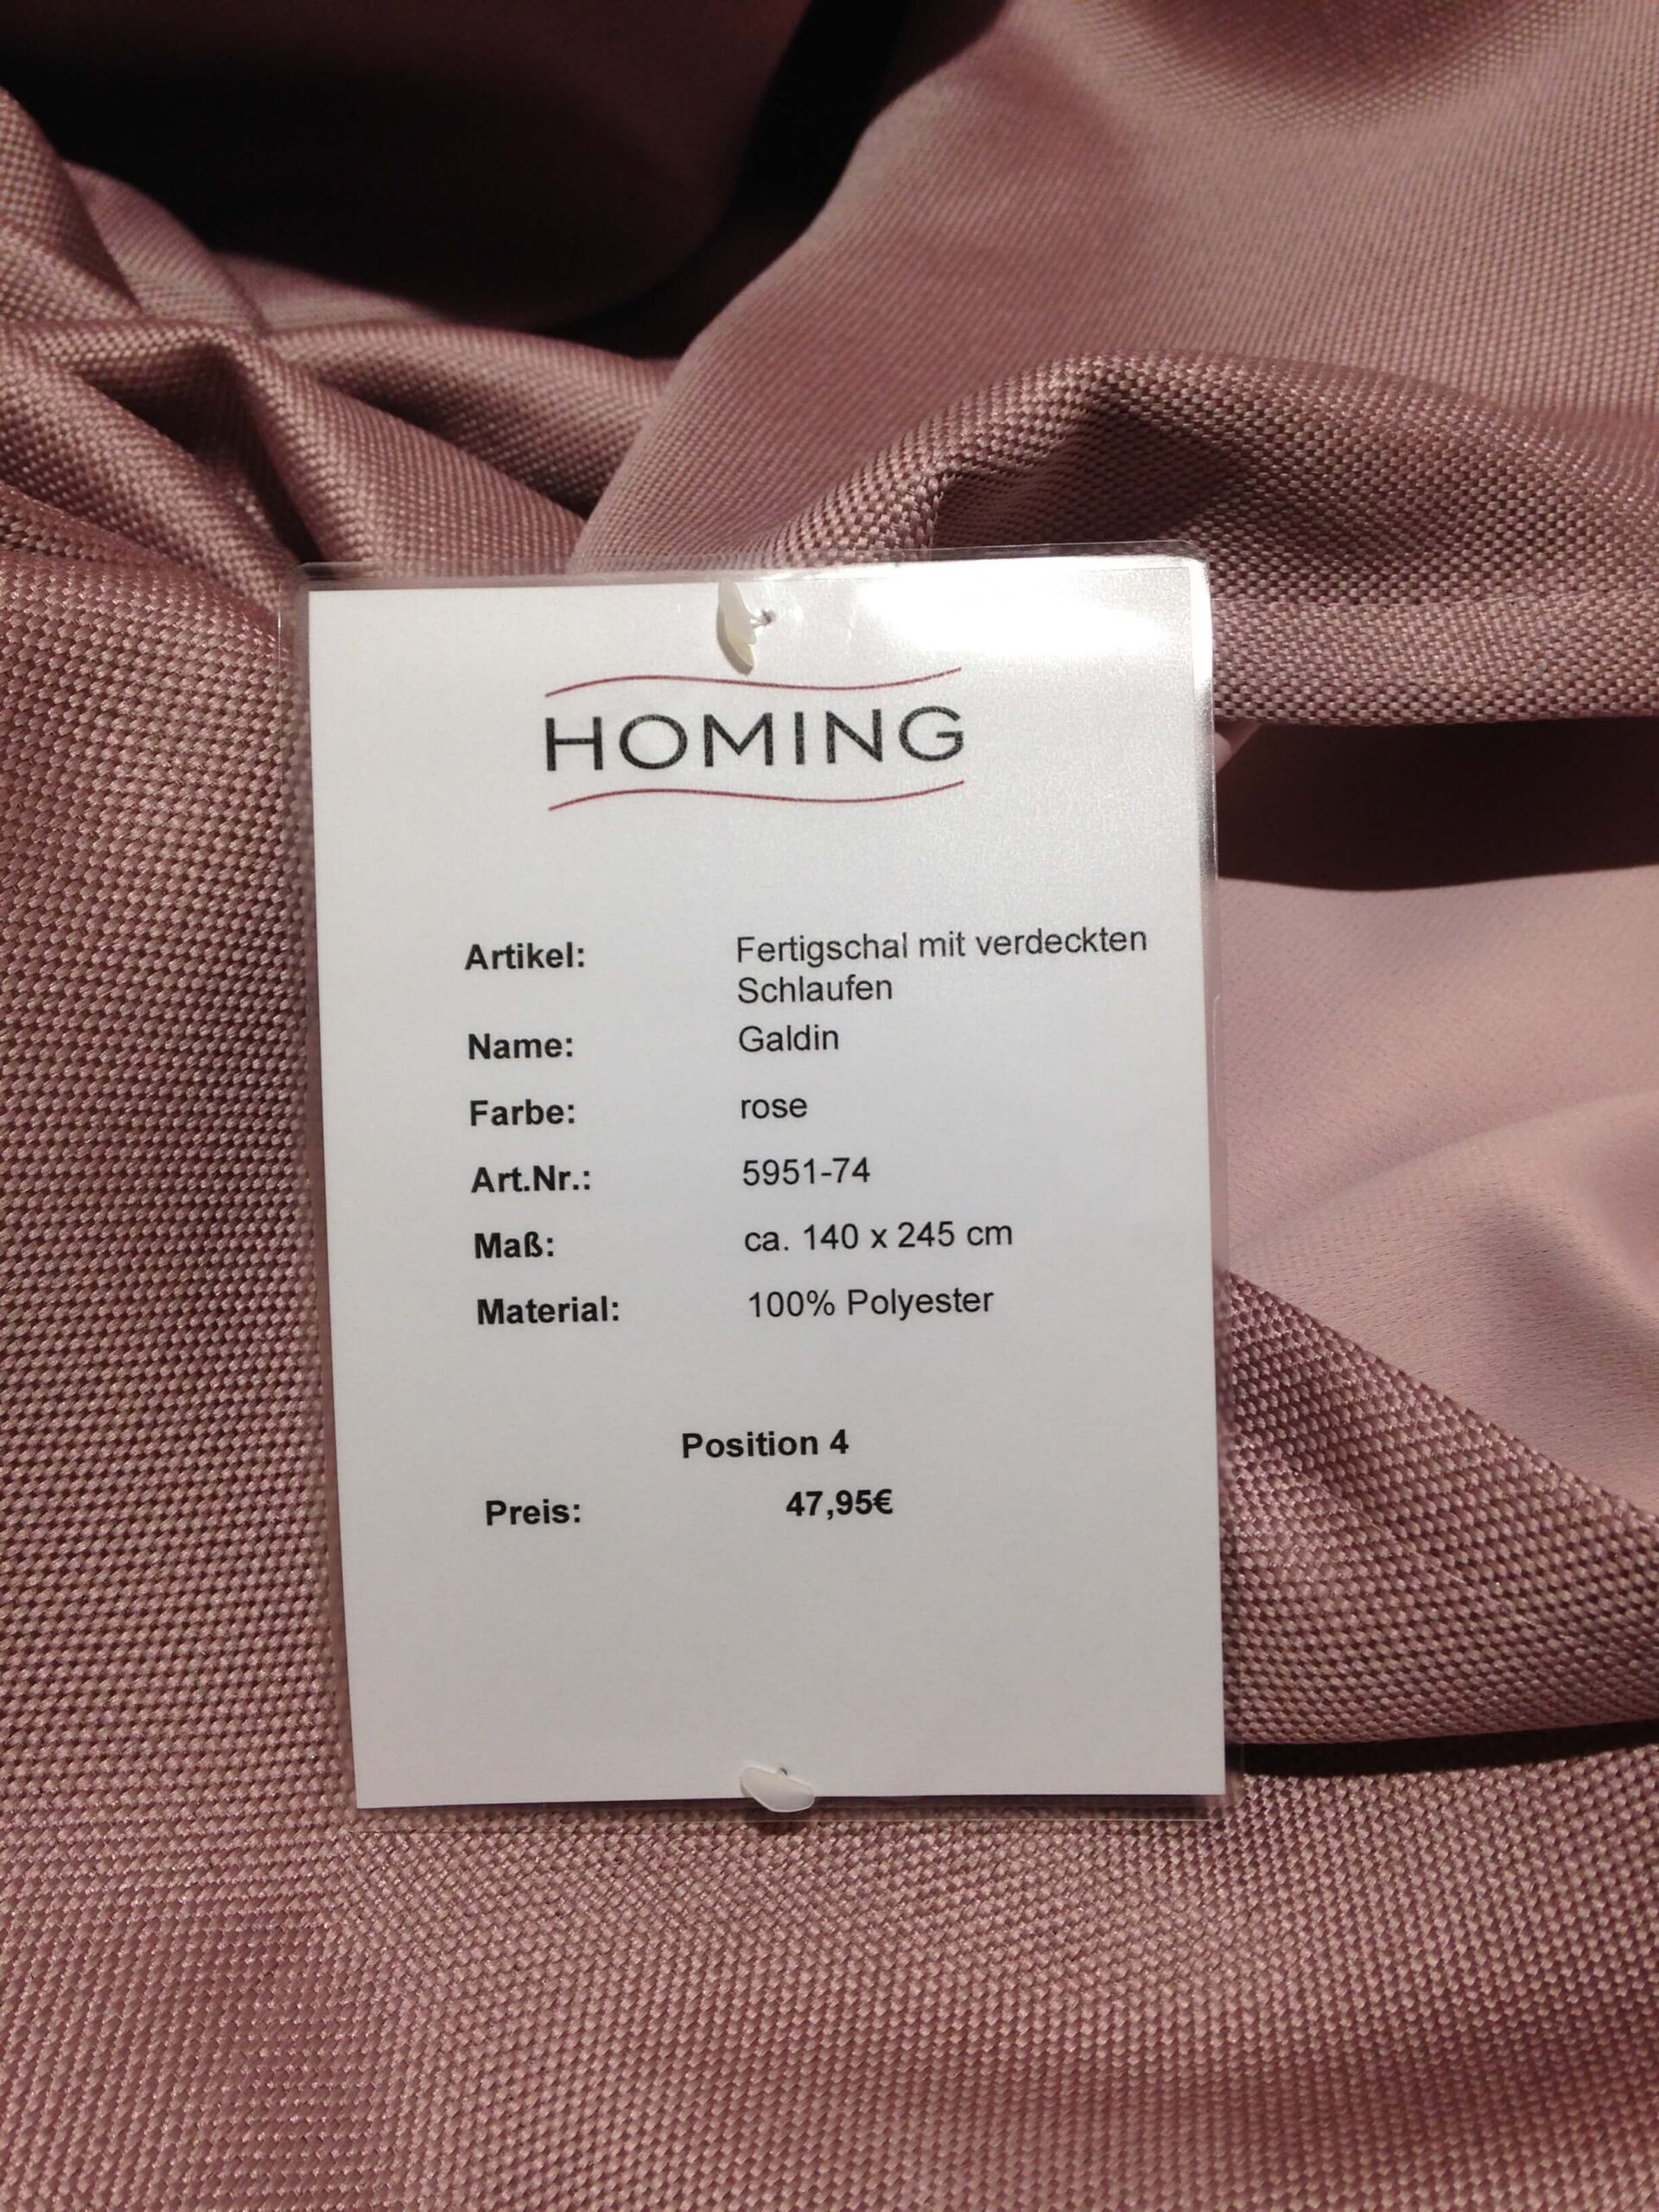 HOMING
Artikel: Fertigschal mit verdeckten
Schlaufen
Name: Galdin
Farbe: rose
Art.Nr.: 5951-74
Maß: ca. 140 x 245 cm
Material: 100% Polyester
Position 4
Preis: 47,95€